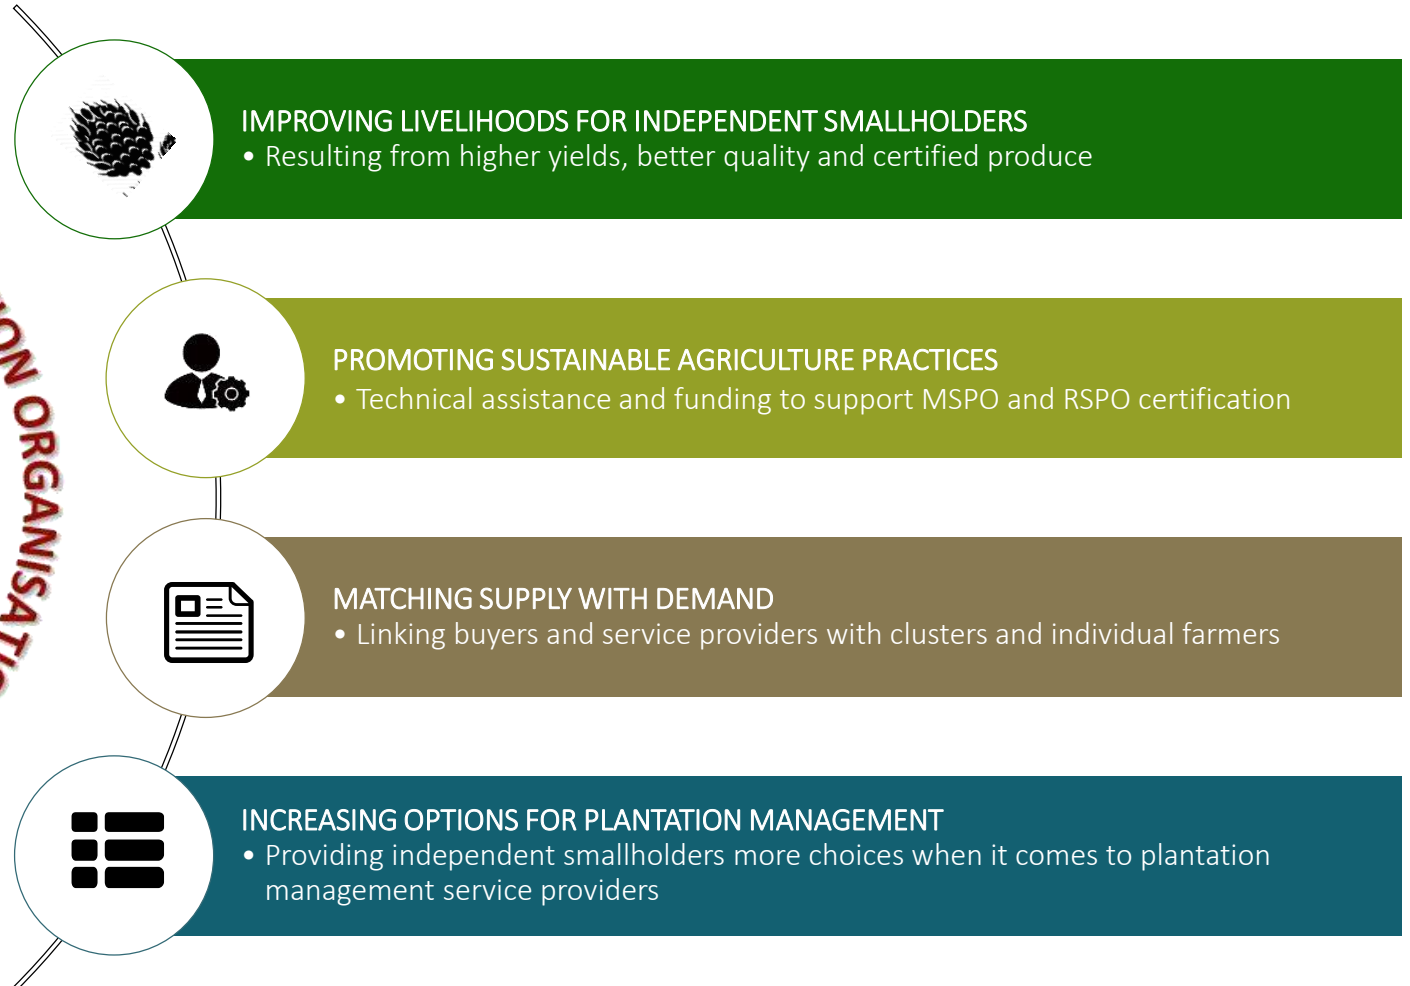 IMPROVING LIVELIHOODS FOR INDEPENDENT SMALLHOLDERS
• Resulting from higher yields, better quality and certified produce
PROMOTING SUSTAINABLE AGRICULTURE PRACTICES
• Technical assistance and funding to support MSPO and RSPO certification
ORGANISATI
MATCHING SUPPLY WITH DEMAND
• Linking buyers and service providers with clusters and individual farmers
INCREASING OPTIONS FOR PLANTATION MANAGEMENT
• Providing independent smallholders more choices when it comes to plantation
management service providers